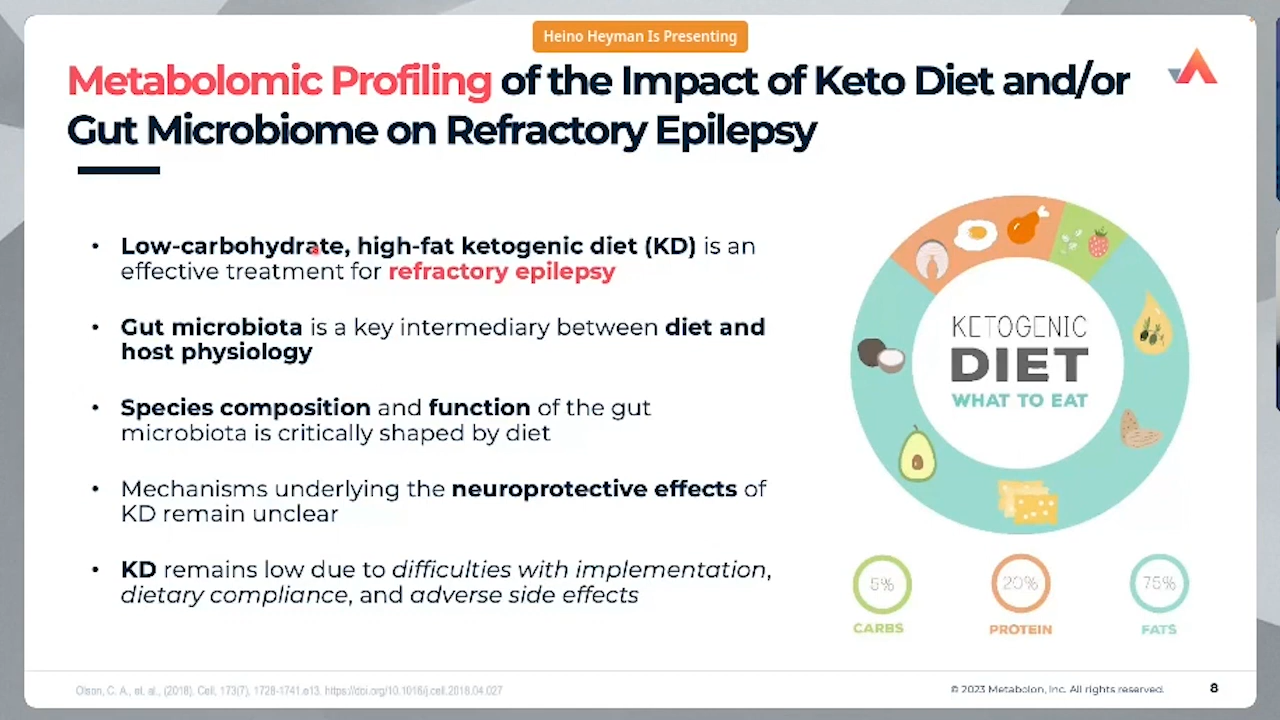 Heino Heyman Is Presenting
Metabolomic Profiling of the Impact of Keto Diet and/or
Gut Microbiome on Refractory Epilepsy
• Low-carbohydrate, high-fat ketogenic diet (KD) is an
effective treatment for refractory epilepsy
• Gut microbiota is a key intermediary between diet and
host physiology
• Species composition and function of the gut
microbiota is critically shaped by diet
• Mechanisms underlying the neuroprotective effects of
KD remain unclear
• KD remains low due to difficulties with implementation,
dietary compliance, and adverse side effects
KETOGENIC
DIET
WHAT TO EAT
5%
20%
75%
CARBS
PROTEIN
FATS
Olson, C. A., et. al., (2018). Cell, 173(7), 1728-1741.e13. https://doi.org/10.1016/j.cell.2018.04.027
© 2023 Metabolon, Inc. All rights reserved.
8